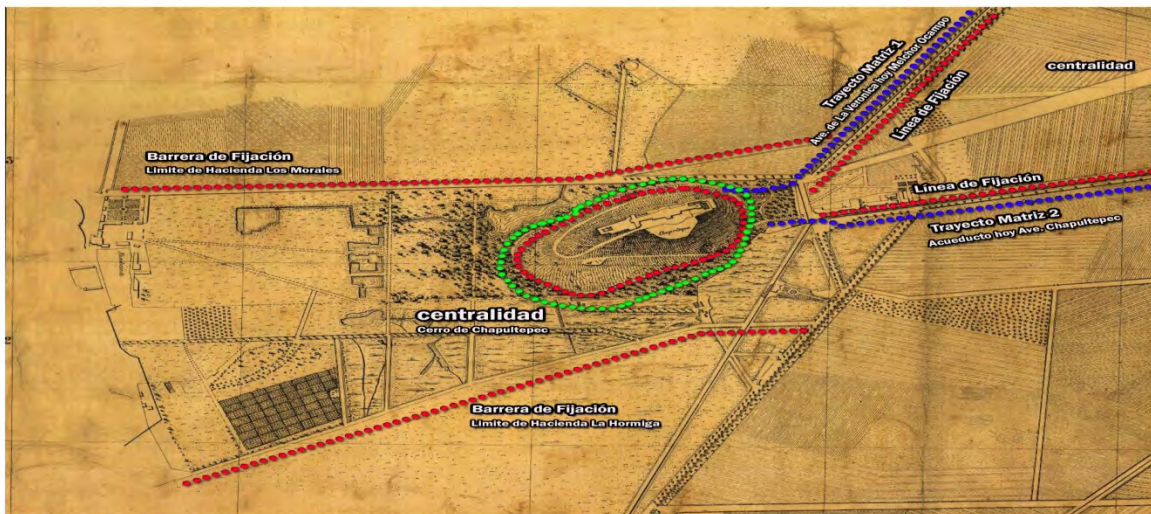 Trayecto Matriz 1
Ave. de La Veronica hoy Melchor Ocampo
Línea de Fijación
centralidad
Barrera de Fijación
Limite de Hacienda Los Morales
Línea de Fijación
Trayecto Matriz 2
Acueducto hoy Ave. Chapultepec
centralidad
Cerro de Chapultepec
Barrera de Fijación
Limite de Hacienda La Hormiga